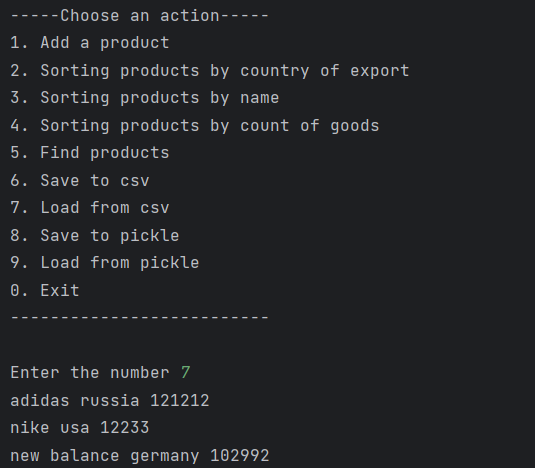 -----Choose an action-----
1. Add a product
2. Sorting products by country of export
3. Sorting products by name
4. Sorting products by count of goods
5. Find products
6. Save to csv
7. Load from csv
8. Save to pickle
9. Load from pickle
0. Exit
--------------------------
Enter the number 7
adidas russia 121212
nike usa 12233
new balance germany 102992